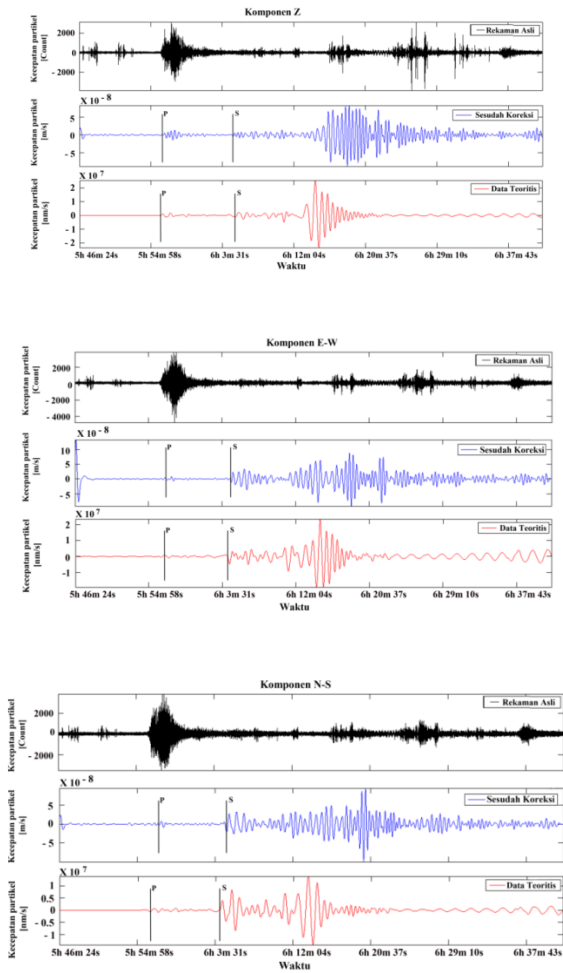 Komponen Z
Kecepatan partikel
[Count]
2000
0
- 2000
Rekaman Asli
X 10 - 8
Kecepatan partikel
[m/s]
5
0
- 5
P
S
Sesudah Koreksi
X 10 7
Kecepatan partikel
[nm/s]
2
1
0
- 1
- 2
P
S
Data Teoritis
5h 46m 24s 5h 54m 58s 6h 3m 31s 6h 12m 04s 6h 20m 37s 6h 29m 10s 6h 37m 43s
Waktu
Komponen E-W
Kecepatan partikel
[Count]
2000
0
- 2000
- 4000
Rekaman Asli
X 10 - 8
Kecepatan partikel
[m/s]
10
5
0
- 5
P
S
Sesudah Koreksi
X 10 7
Kecepatan partikel
[nm/s]
2
1
0
-1
P
S
Data Teoritis
5h 46m 24s 5h 54m 58s 6h 3m 31s 6h 12m 04s 6h 20m 37s 6h 29m 10s 6h 37m 43s
Waktu
Komponen N-S
Kecepatan partikel
[Count]
2000
0
- 2000
Rekaman Asli
X 10 - 8
Kecepatan partikel
[m/s]
5
0
- 5
P
S
Sesudah Koreksi
X 10 7
Kecepatan partikel
[nm/s]
1
0.5
0
- 0.5
- 1
P
S
Data Teoritis
5h 46m 24s 5h 54m 58s 6h 3m 31s 6h 12m 04s 6h 20m 37s 6h 29m 10s 6h 37m 43s
Waktu